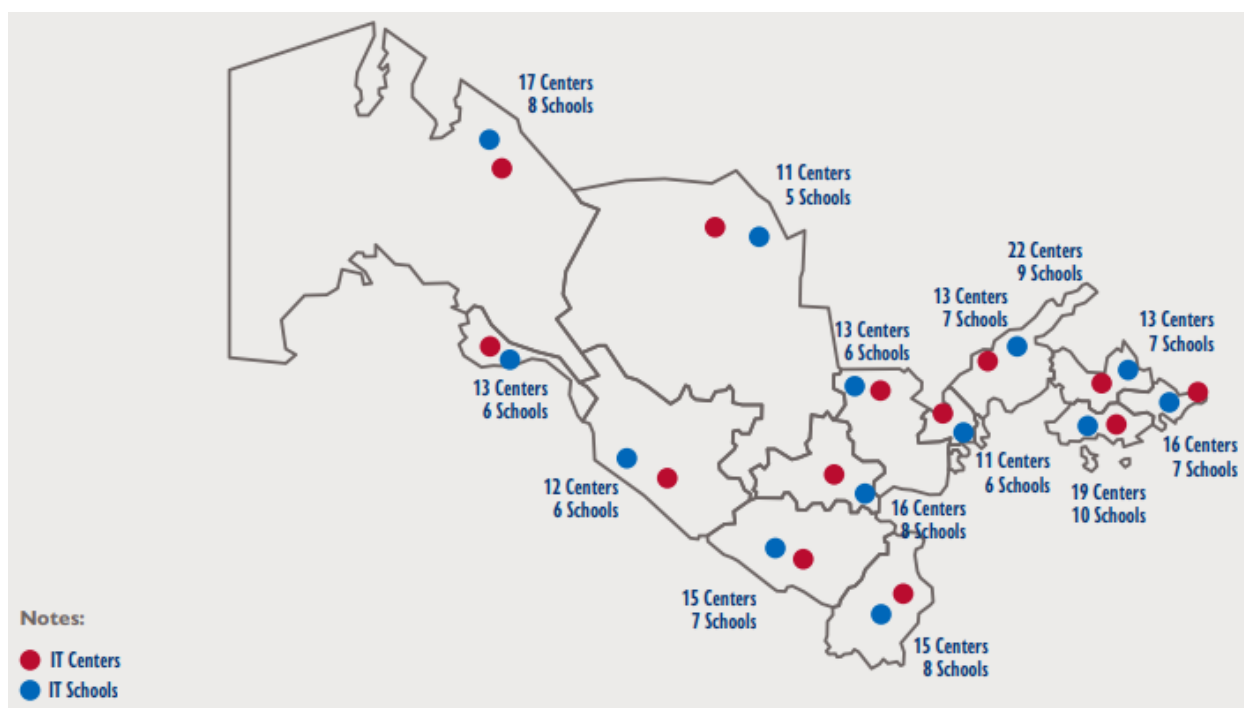 17 Centers
8 Schools
11 Centers
5 Schools
22 Centers
9 Schools
13 Centers
7 Schools
13 Centers
7 Schools
13 Centers
6 Schools
13 Centers
6 Schools
16 Centers
7 Schools
11 Centers
6 Schools
12 Centers
6 Schools
19 Centers
10 Schools
16 Centers
8 Schools
15 Centers
7 Schools
15 Centers
8 Schools
Notes:
IT Centers
IT Schools